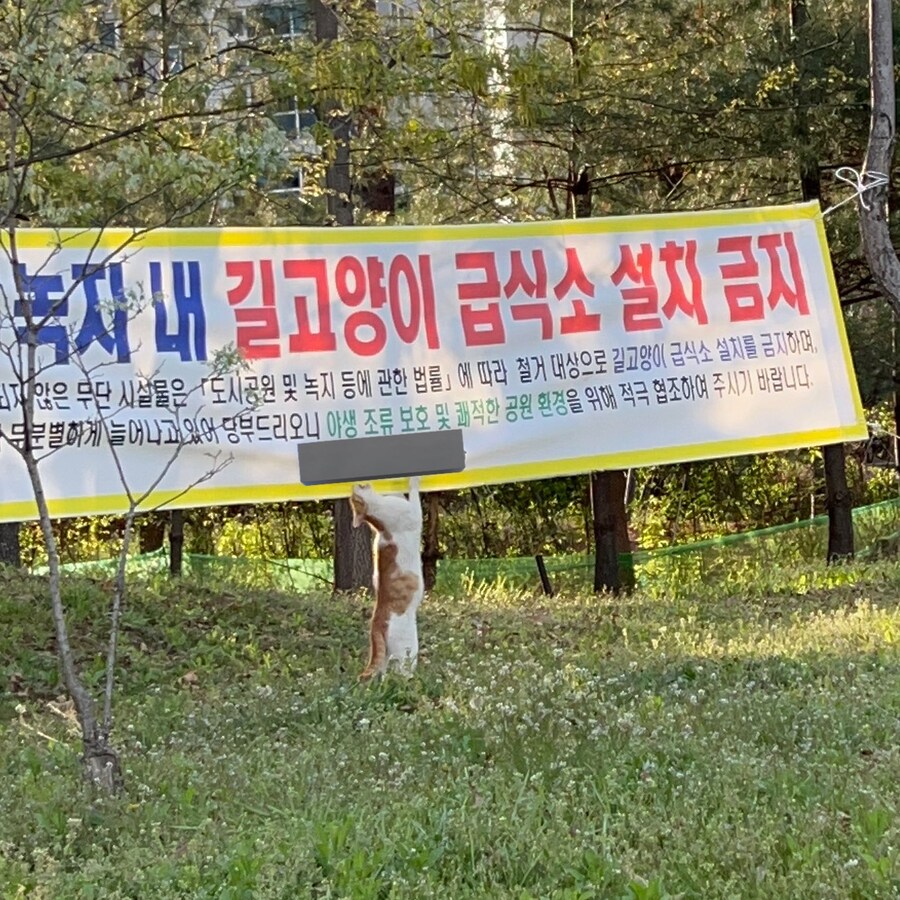 녹지 내 길고양이 급식소 설치 금지
되지 않은 무단 시설물은 「도시공원 및 녹지 등에 관한 법률」에 따라 철거 대상으로 길고양이 급식소 설치를 금지하며,
무분별하게 늘어나고 있어 당부드리오니 야생 조류 보호 및 쾌적한 공원 환경을 위해 적극 협조하여 주시기 바랍니다.